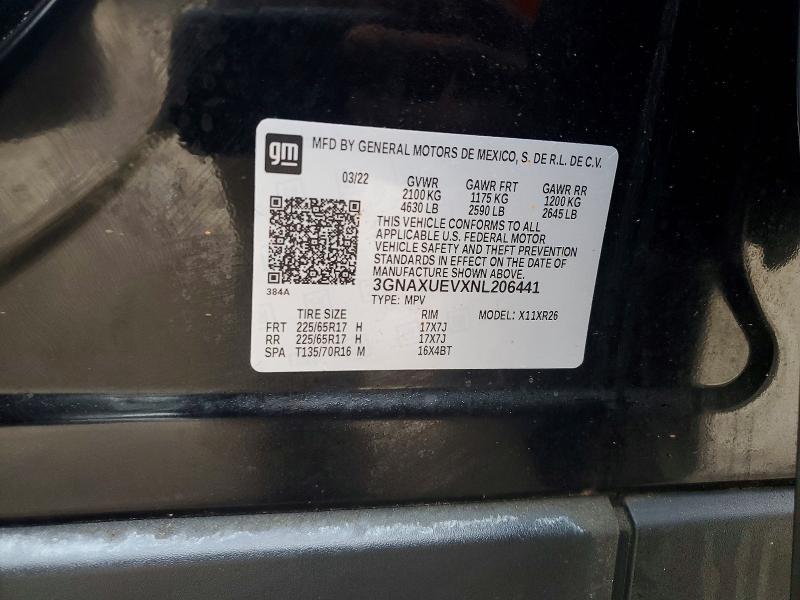 gm MFD BY GENERAL MOTORS DE MEXICO, S. DE R.L. DE C.V.
03/22 GVWR GAWR FRT GAWR RR
2100 KG 1175 KG 1200 KG
4630 LB 2590 LB 2645 LB
THIS VEHICLE CONFORMS TO ALL
APPLICABLE U.S. FEDERAL MOTOR
VEHICLE SAFETY AND THEFT PREVENTION
STANDARDS IN EFFECT ON THE DATE OF
MANUFACTURE SHOWN ABOVE.
384A 3GNAXUEVXNL206441
TYPE: MPV
TIRE SIZE RIM MODEL: X11XR26
FRT 225/65R17 H 17X7J
RR 225/65R17 H 17X7J
SPA T135/70R16 M 16X4BT